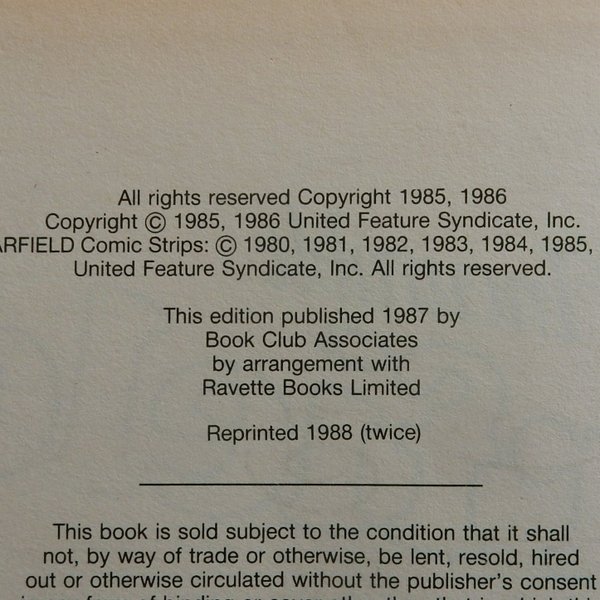 All rights reserved Copyright 1985, 1986
Copyright © 1985, 1986 United Feature Syndicate, Inc.
ARFIELD Comic Strips: © 1980, 1981, 1982, 1983, 1984, 1985,
United Feature Syndicate, Inc. All rights reserved.
This edition published 1987 by
Book Club Associates
by arrangement with
Ravette Books Limited
Reprinted 1988 (twice)
This book is sold subject to the condition that it shall
not, by way of trade or otherwise, be lent, resold, hired
out or otherwise circulated without the publisher's consent